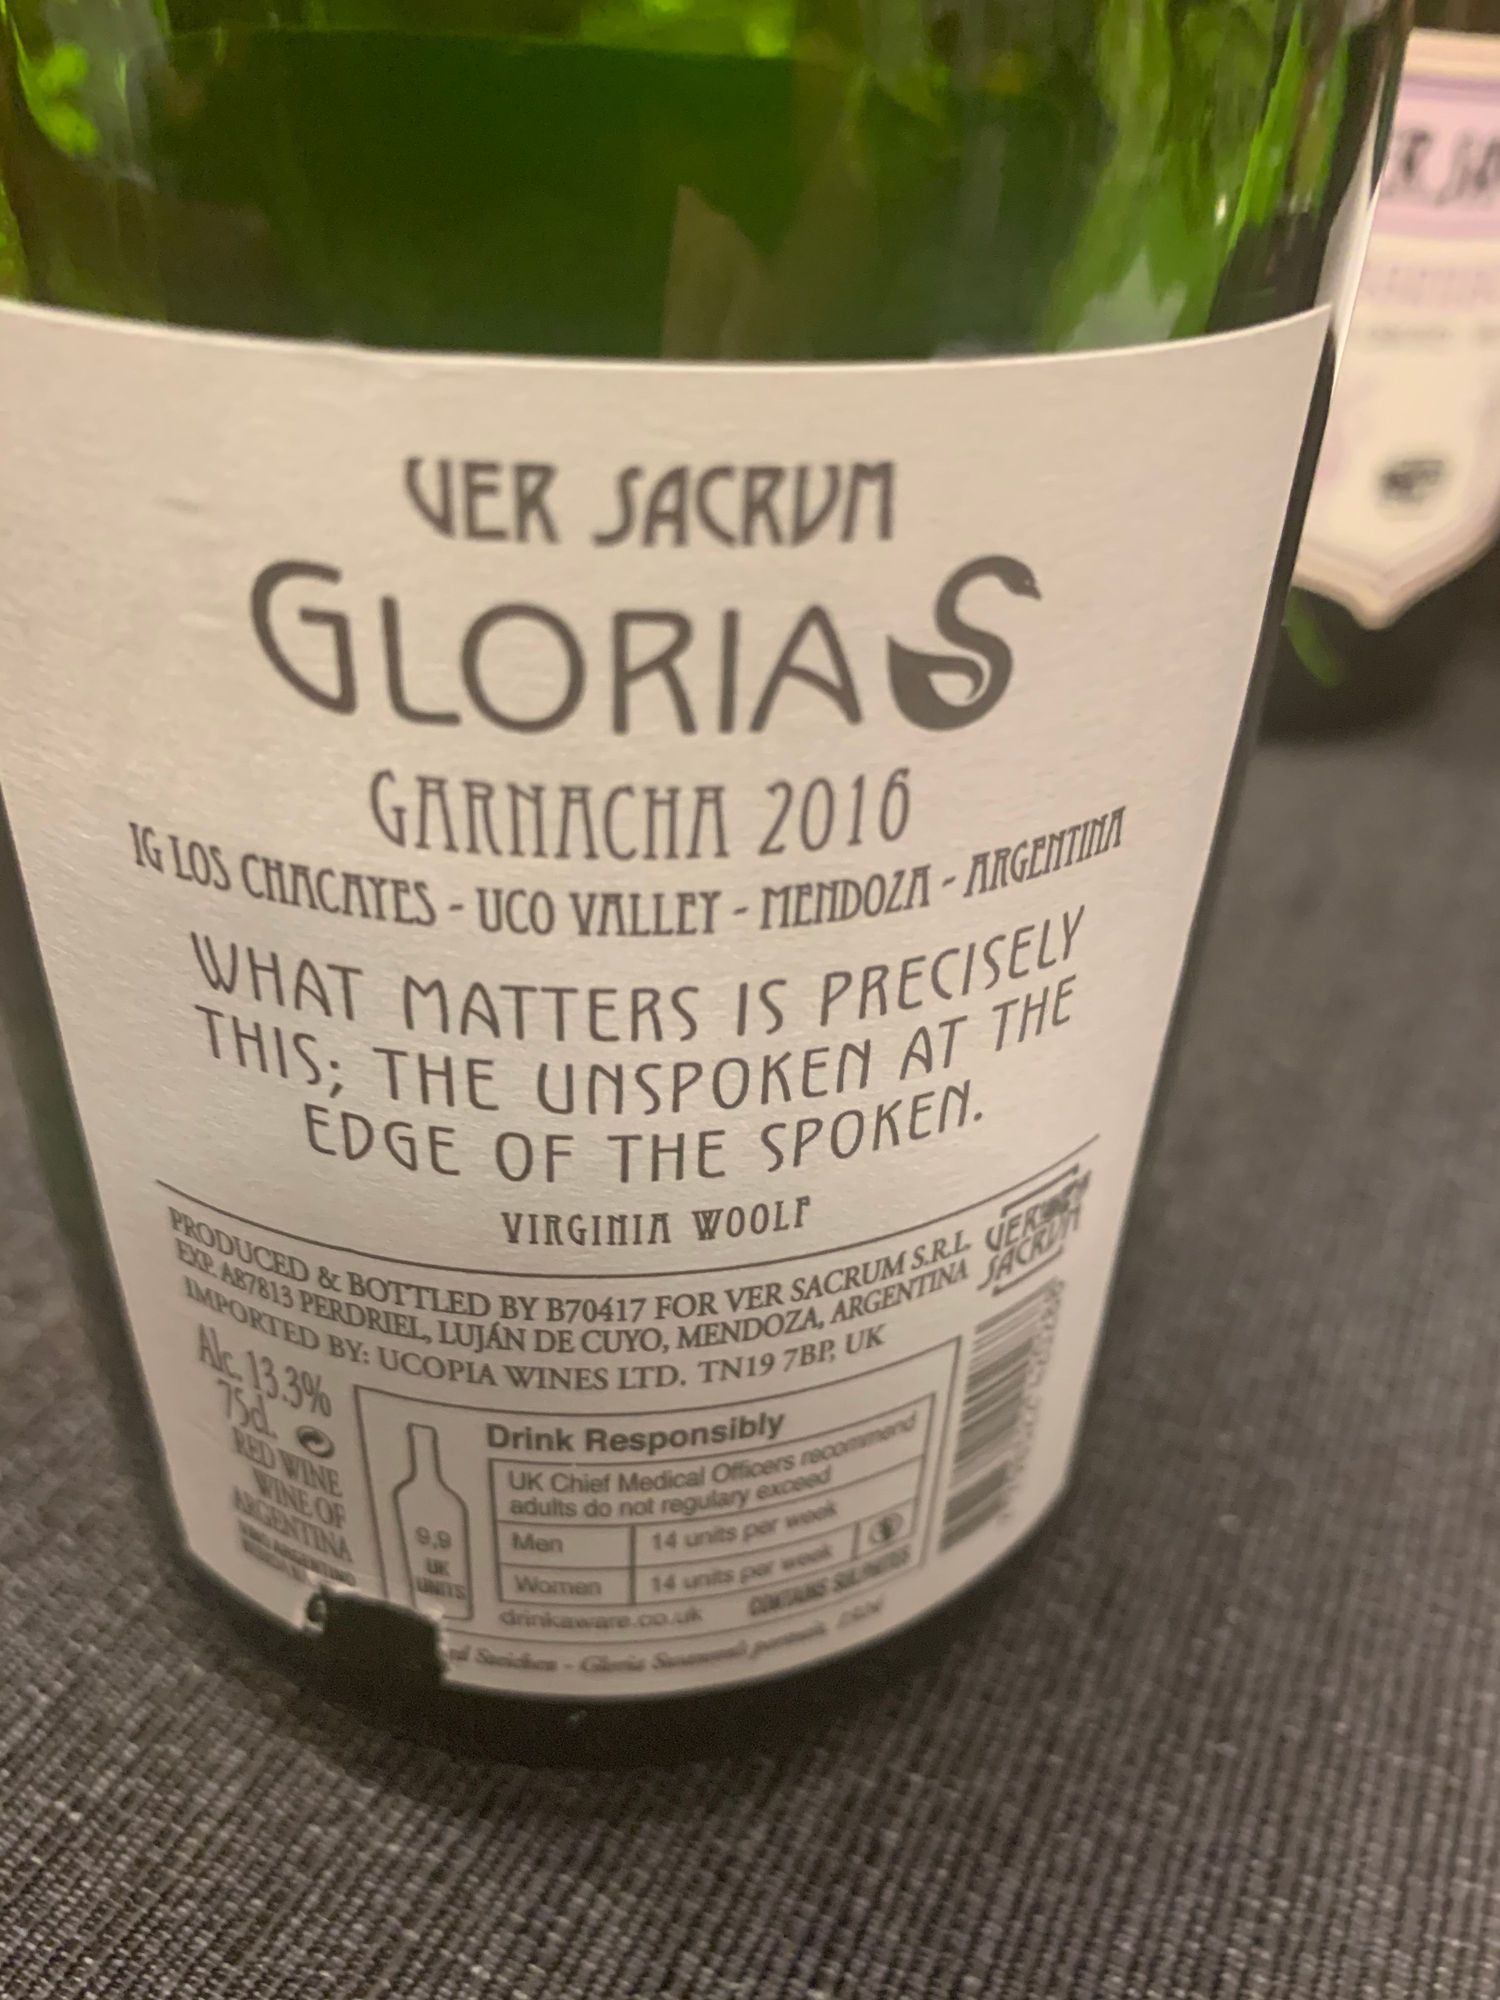 VER SACRVM
GLORIAS
GARNACHA 2016
IG LOS CHACAYES - UCO VALLEY - MENDOZA - ARGENTINA
WHAT MATTERS IS PRECISELY
THIS; THE UNSPOKEN AT THE
EDGE OF THE SPOKEN.
VIRGINIA WOOLF
PRODUCED & BOTTLED BY B70417 FOR VER SACRUM S.R.L.
EXP. A87813 PERDRIEL, LUJÁN DE CUYO, MENDOZA, ARGENTINA
IMPORTED BY: UCOPIA WINES LTD. TN19 7BP, UK
VER
SACRUM
Alc. 13.3%
75cl.
RED WINE
WINE OF
ARGENTINA
9,9
UK
UNITS
Drink Responsibly
UK Chief Medical Officers recommend
adults do not regulary exceed
Men 14 units per week
Women 14 units per week
drinkaware.co.uk CONTAINS SULPHITES